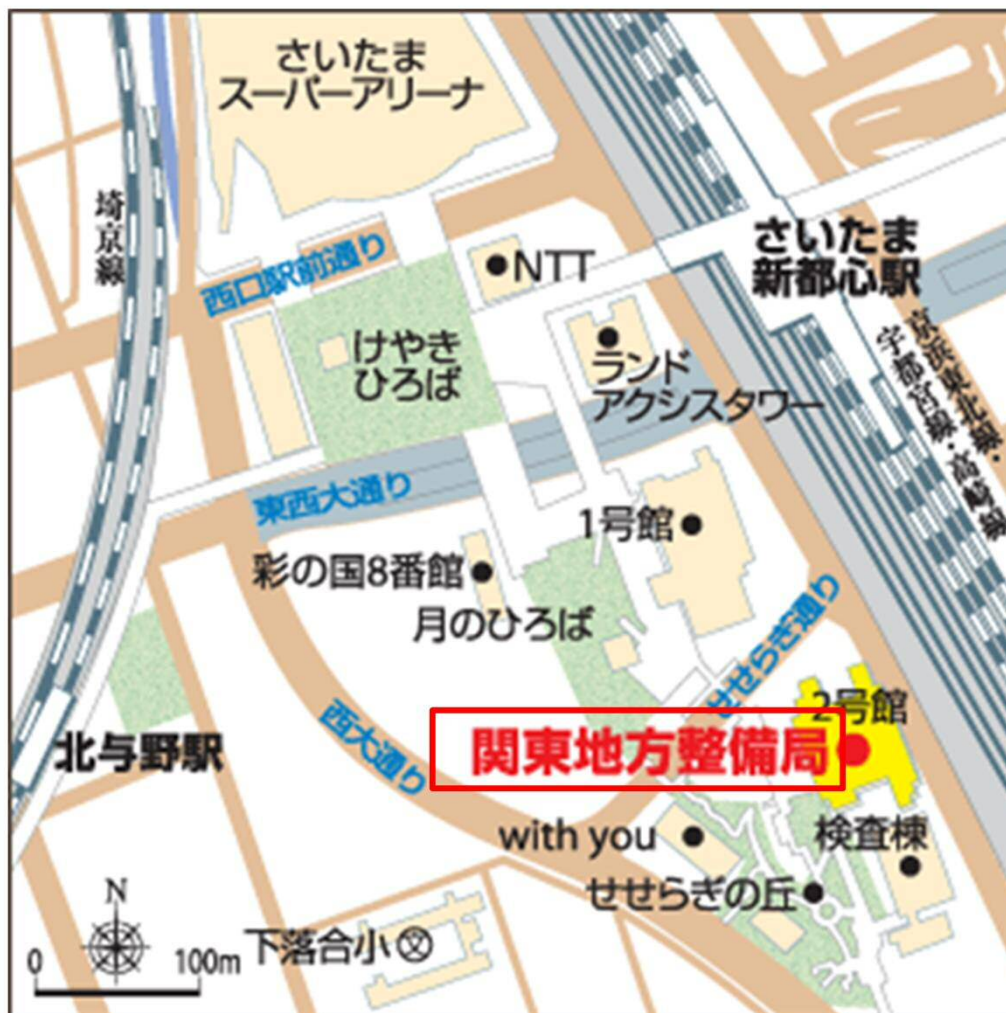 さいたま
スーパーアリーナ
埼京線
西口駅前通り
NTT
さいたま
新都心駅
けやき
ひろば
ランド
アクシスタワー
京浜東北線・
宇都宮線・高崎線
東西大通り
1号館
彩の国8番館
月のひろば
せせらぎ通り
西大通り
2号館
北与野駅
関東地方整備局
with you
検査棟
せせらぎの丘
N
0 100m
下落合小 文